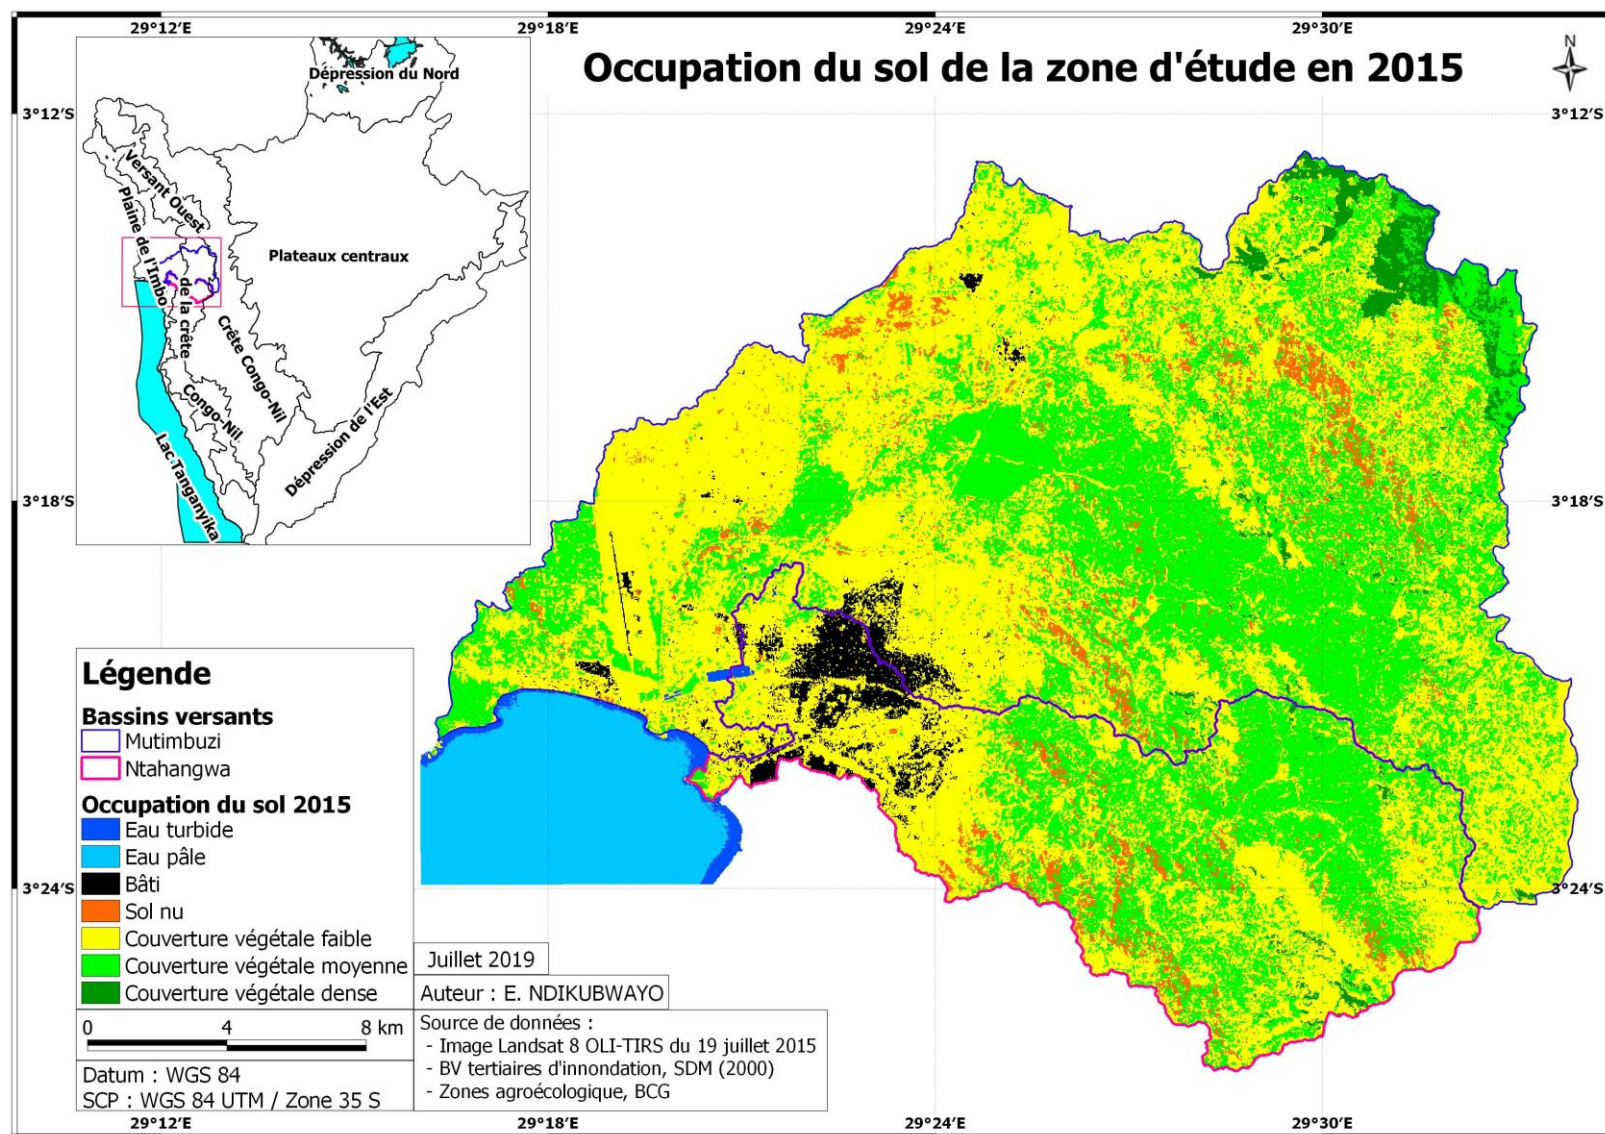 29°12′E 29°18′E 29°24′E 29°30′E
Occupation du sol de la zone d'étude en 2015
N
3°12′S 3°12′S
Dépression du Nord
Versant Ouest
Plaine de l'Imbo
Plateaux centraux
de la crête
Crête Congo-Nil
Congo-Nil
Dépression de l'Est
Lac Tanganyika
3°18′S 3°18′S
3°24′S 3°24′S
Légende
Bassins versants
Mutimbuzi
Ntahangwa
Occupation du sol 2015
Eau turbide
Eau pâle
Bâti
Sol nu
Couverture végétale faible
Couverture végétale moyenne
Couverture végétale dense
0 4 8 km
Datum : WGS 84
SCP : WGS 84 UTM / Zone 35 S
Juillet 2019
Auteur : E. NDIKUBWAYO
Source de données :
- Image Landsat 8 OLI-TIRS du 19 juillet 2015
- BV tertiaires d'innondation, SDM (2000)
- Zones agroécologique, BCG
29°12′E 29°18′E 29°24′E 29°30′E